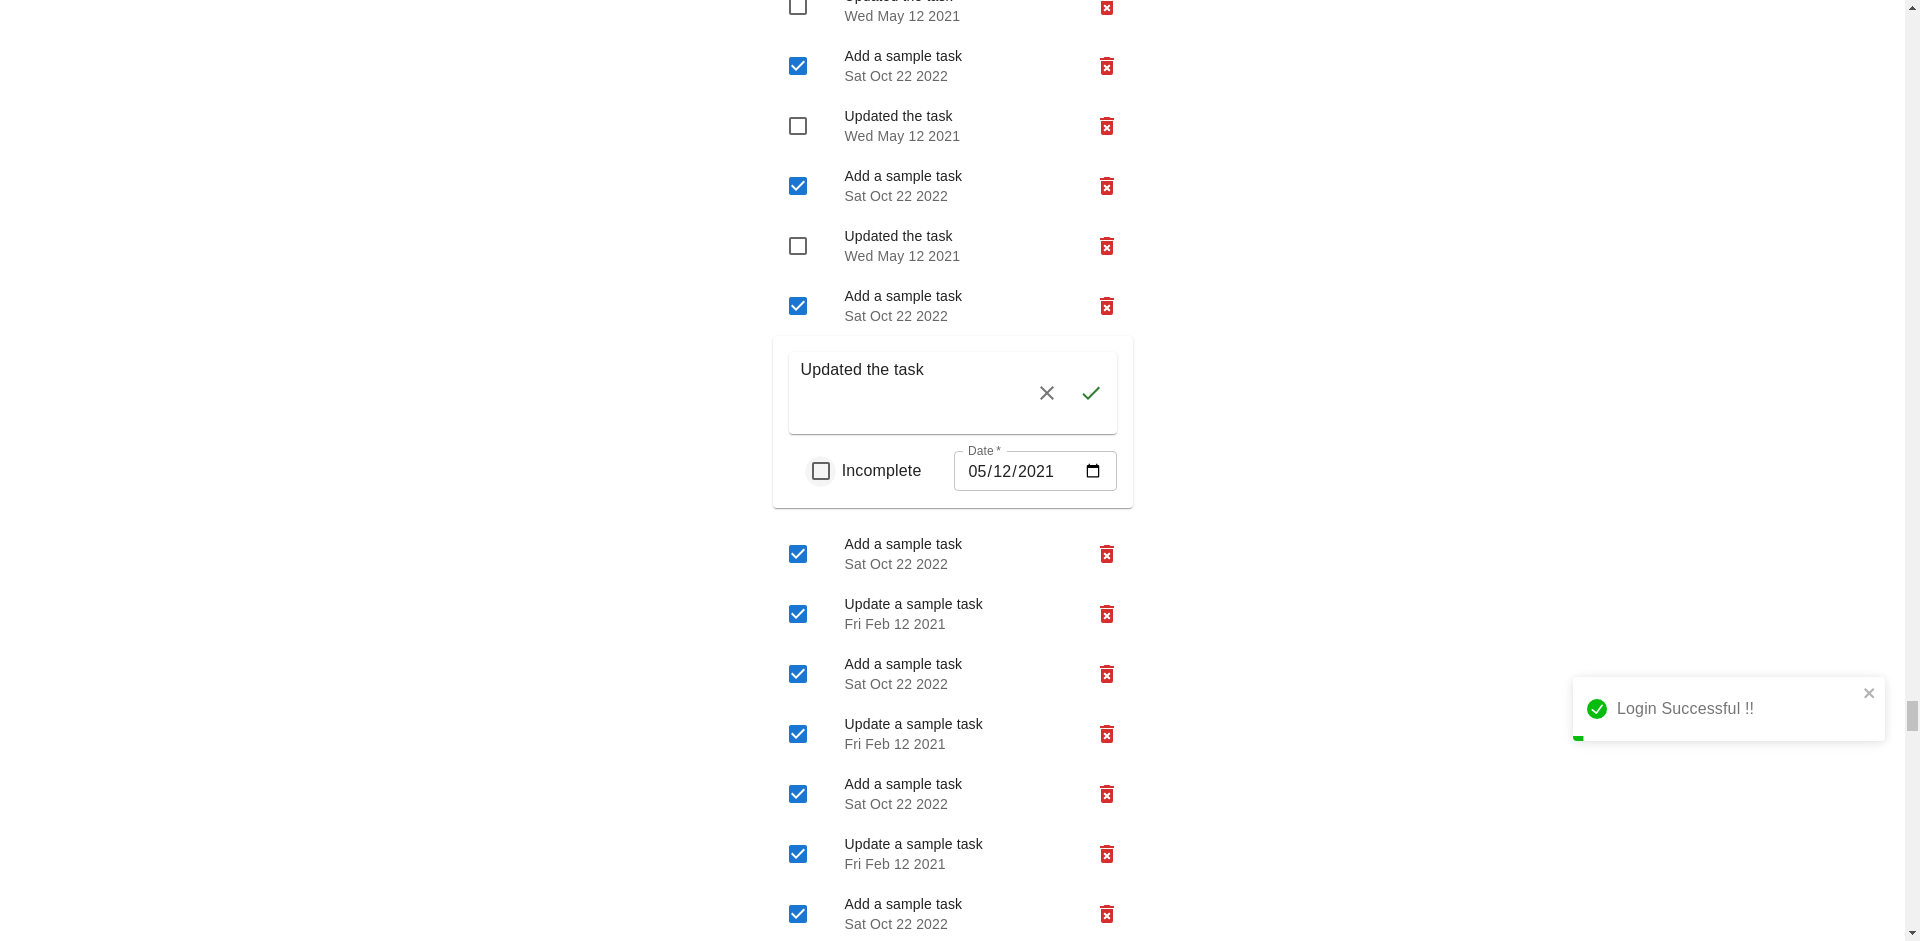 Updated the task
Wed May 12 2021
Add a sample task
Sat Oct 22 2022
Updated the task
Wed May 12 2021
Add a sample task
Sat Oct 22 2022
Updated the task
Wed May 12 2021
Add a sample task
Sat Oct 22 2022
Updated the task
Incomplete
Date *
05/12/2021
Add a sample task
Sat Oct 22 2022
Update a sample task
Fri Feb 12 2021
Add a sample task
Sat Oct 22 2022
Update a sample task
Fri Feb 12 2021
Add a sample task
Sat Oct 22 2022
Update a sample task
Fri Feb 12 2021
Add a sample task
Sat Oct 22 2022
Login Successful !!